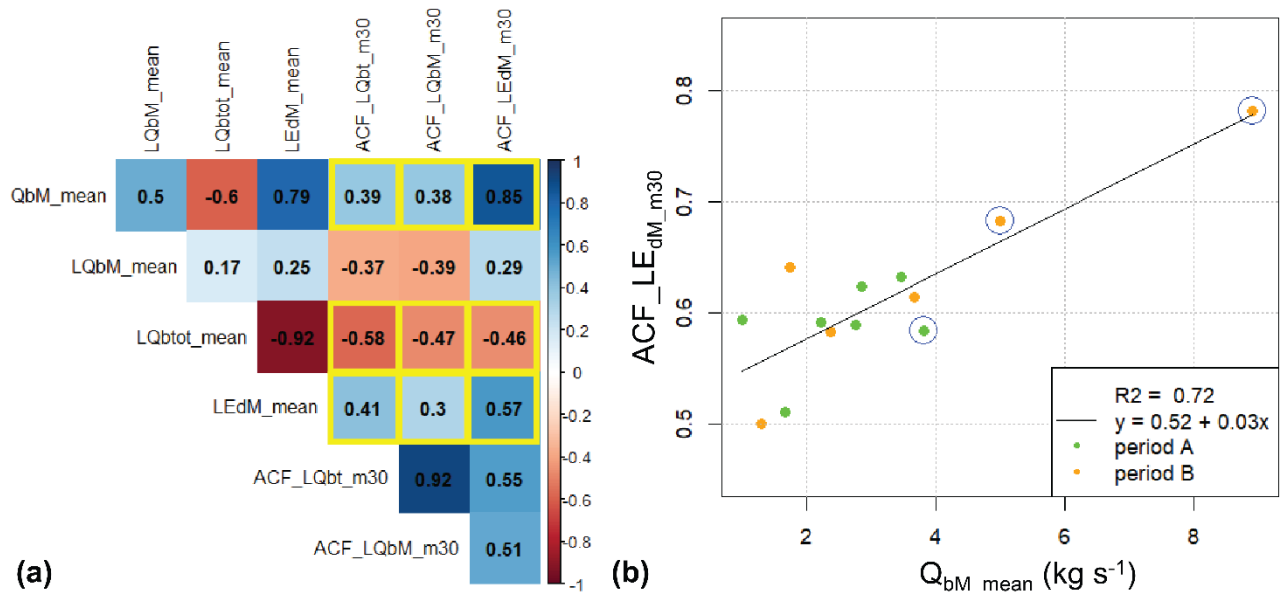 LQbM_mean
LQbtot_mean
LEdM_mean
ACF_LQbt_m30
ACF_LQbM_m30
ACF_LEdM_m30
QbM_mean 0.5 -0.6 0.79 0.39 0.38 0.85
LQbM_mean 0.17 0.25 -0.37 -0.39 0.29
LQbtot_mean -0.92 -0.58 -0.47 -0.46
LEdM_mean 0.41 0.3 0.57
ACF_LQbt_m30 0.92 0.55
ACF_LQbM_m30 0.51
1
0.8
0.6
0.4
0.2
0
-0.2
-0.4
-0.6
-0.8
-1
(a)
ACF_LEdM_m30
0.8
0.7
0.6
0.5
R2 = 0.72
y = 0.52 + 0.03x
period A
period B
2 4 6 8
QbM_mean (kg s-1)
(b)